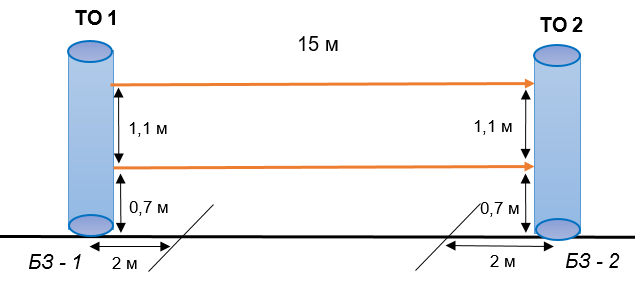 ТО 1
ТО 2
15 м
1,1 м
1,1 м
0,7 м
0,7 м
БЗ - 1
2 м
2 м
БЗ - 2